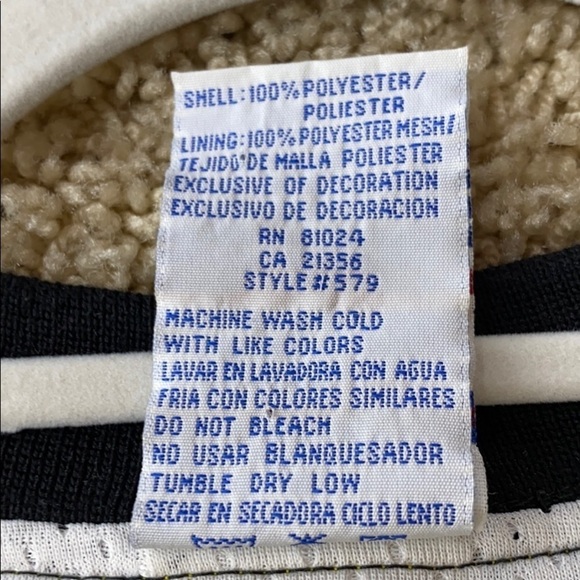 SHELL: 100% POLYESTER/
POLIESTER
LINING: 100% POLYESTER MESH/
TEJIDO DE MALLA POLIESTER
EXCLUSIVE OF DECORATION
EXCLUSIVO DE DECORACION
RN 81024
CA 21356
STYLE# 579
MACHINE WASH COLD
WITH LIKE COLORS
LAVAR EN LAVADORA CON AGUA
FRIA CON COLORES SIMILARES
DO NOT BLEACH
NO USAR BLANQUESADOR
TUMBLE DRY LOW
SECAR EN SECADORA CICLO LENTO